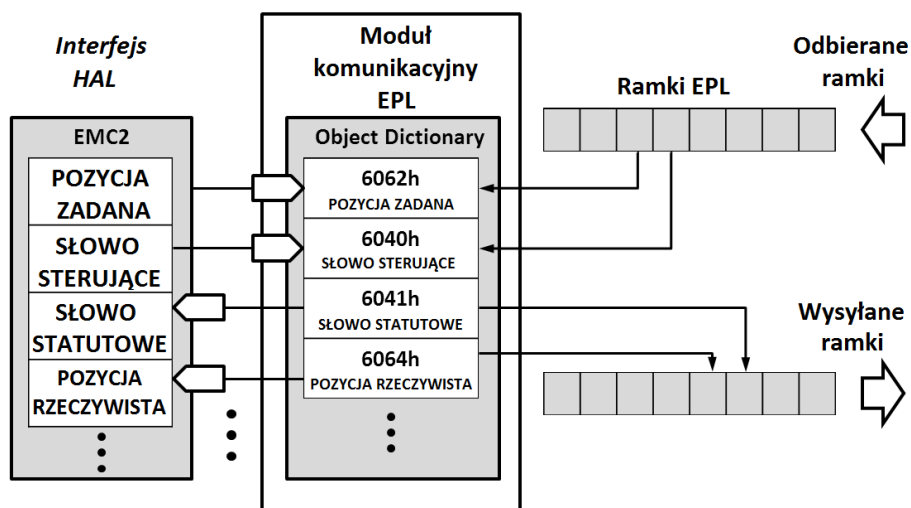 Interfejs
HAL
EMC2
POZYCJA
ZADANA
SŁOWO
STERUJĄCE
SŁOWO
STATUTOWE
POZYCJA
RZECZYWISTA
Moduł
komunikacyjny
EPL
Object Dictionary
6062h
POZYCJA ZADANA
6040h
SŁOWO STERUJĄCE
6041h
SŁOWO STATUTOWE
6064h
POZYCJA RZECZYWISTA
Ramki EPL
Odbierane
ramki
Wysyłane
ramki